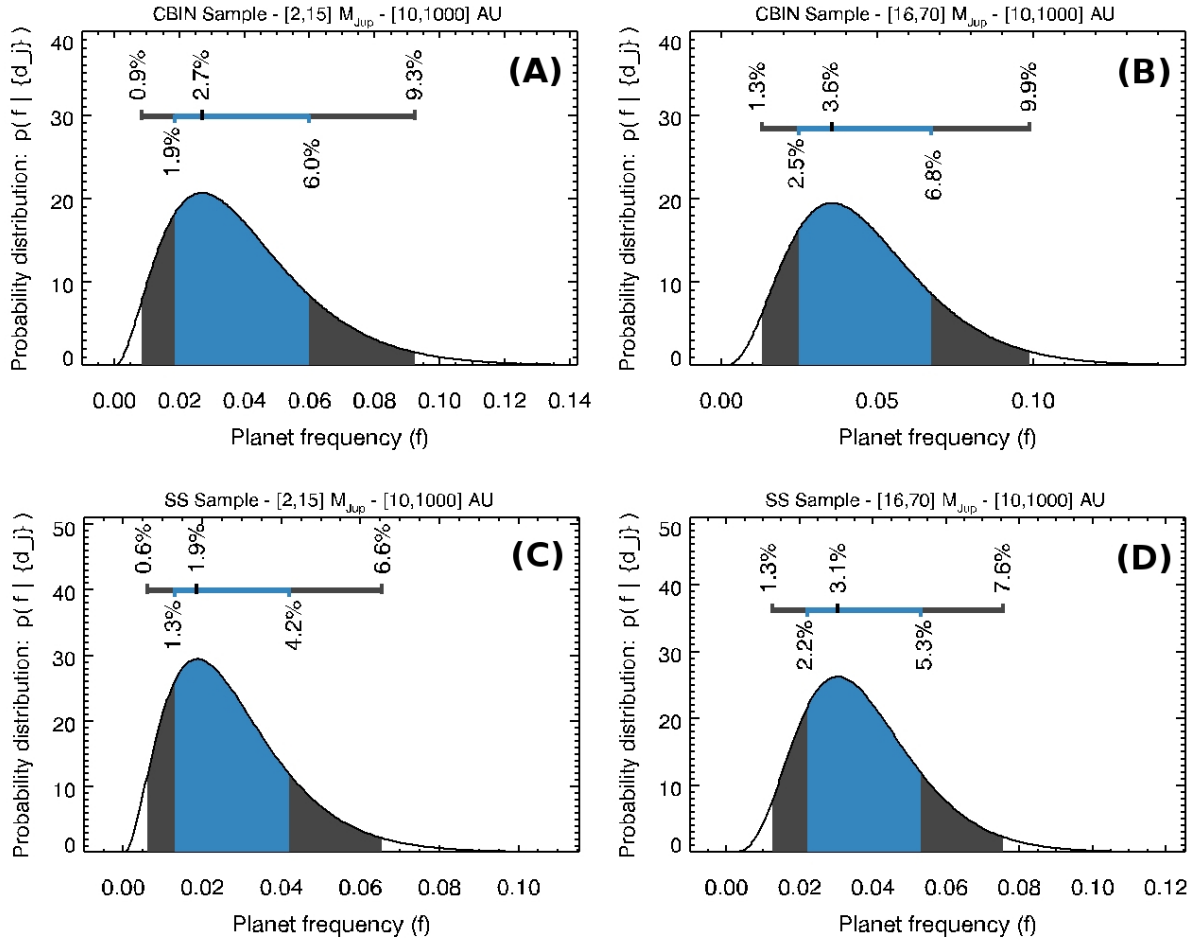 CBIN Sample - [2,15] M_Jup - [10,1000] AU
(A)
Probability distribution: p( f | {d_j} )
40
30
20
10
0
0.9%
2.7%
9.3%
1.9%
6.0%
0.00 0.02 0.04 0.06 0.08 0.10 0.12 0.14
Planet frequency (f)
CBIN Sample - [16,70] M_Jup - [10,1000] AU
(B)
Probability distribution: p( f | {d_j} )
40
30
20
10
0
1.3%
3.6%
9.9%
2.5%
6.8%
0.00 0.05 0.10
Planet frequency (f)
SS Sample - [2,15] M_Jup - [10,1000] AU
(C)
Probability distribution: p( f | {d_j} )
50
40
30
20
10
0
0.6%
1.9%
6.6%
1.3%
4.2%
0.00 0.02 0.04 0.06 0.08 0.10
Planet frequency (f)
SS Sample - [16,70] M_Jup - [10,1000] AU
(D)
Probability distribution: p( f | {d_j} )
50
40
30
20
10
0
1.3%
3.1%
7.6%
2.2%
5.3%
0.00 0.02 0.04 0.06 0.08 0.10 0.12
Planet frequency (f)